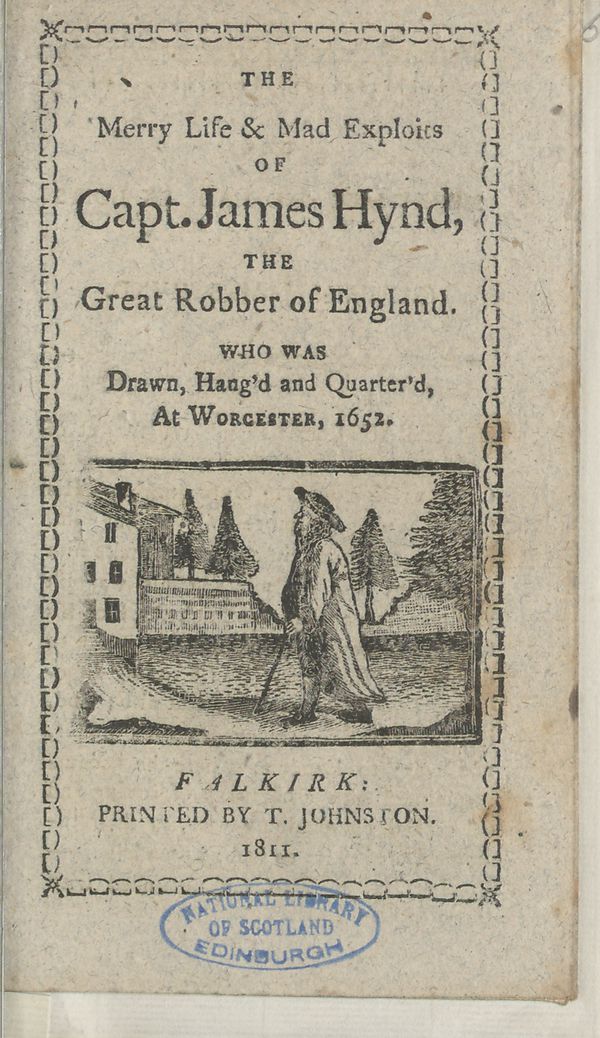 THE
Merry Life & Mad Exploits
OF
Capt. James Hynd,
THE
Great Robber of England.
WHO WAS
Drawn, Hang'd and Quarter'd,
At WORCESTER, 1652.
FALKIRK:
PRINTED BY T. JOHNSTON.
1811.
NATIONAL LIBRARY
OF SCOTLAND
EDINBURGH